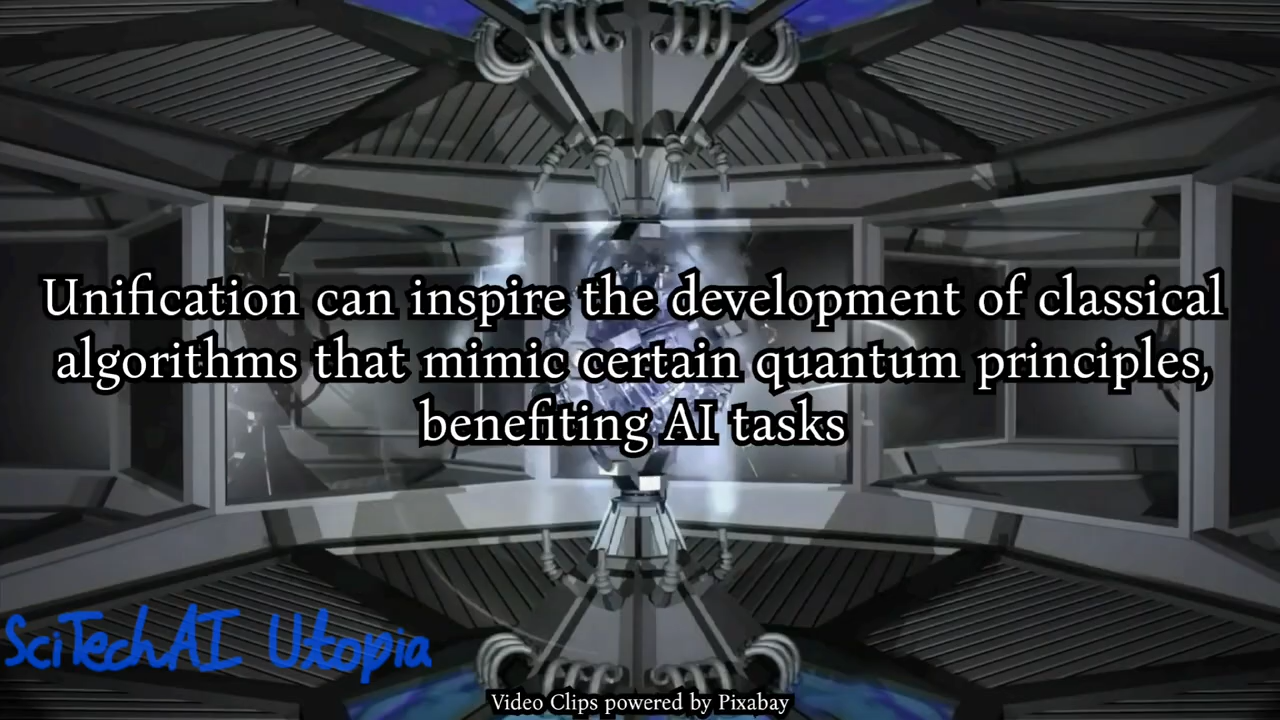 Unification can inspire the development of classical
algorithms that mimic certain quantum principles,
benefiting AI tasks
SciTechAI Utopia
Video Clips powered by Pixabay